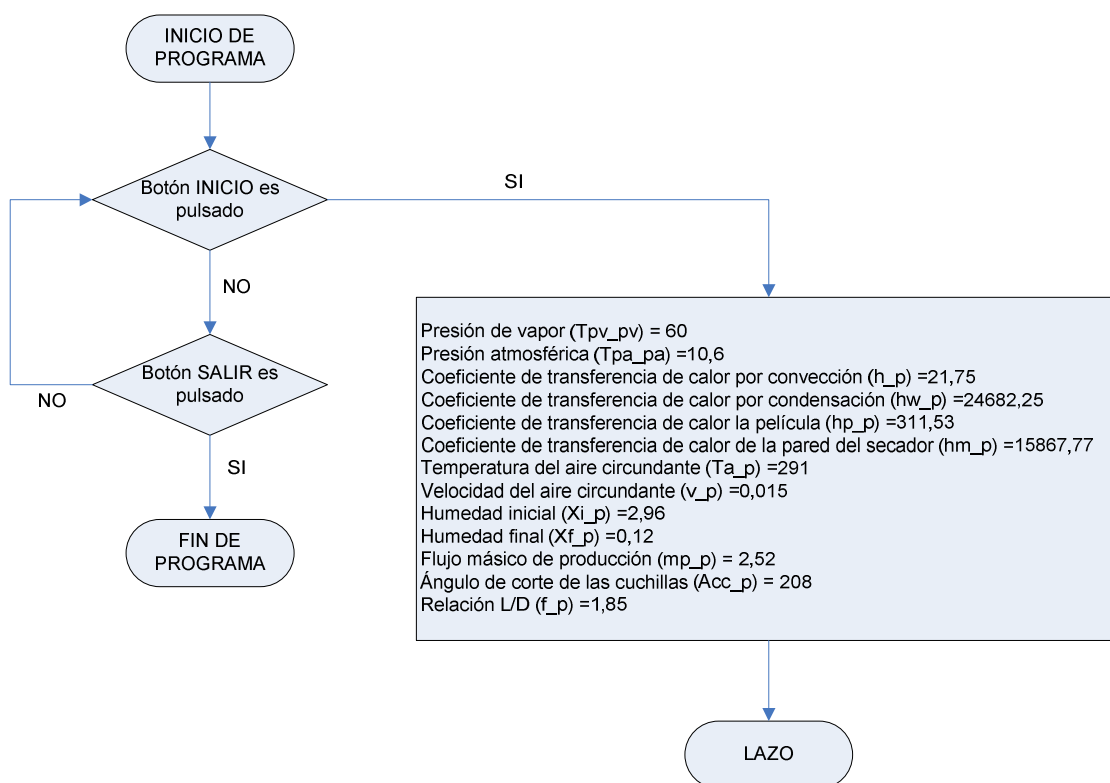 INICIO DE
PROGRAMA
Botón INICIO es
pulsado
SI
NO
Botón SALIR es
pulsado
NO
SI
FIN DE
PROGRAMA
Presión de vapor (Tpv_pv) = 60
Presión atmosférica (Tpa_pa) =10,6
Coeficiente de transferencia de calor por convección (h_p) =21,75
Coeficiente de transferencia de calor por condensación (hw_p) =24682,25
Coeficiente de transferencia de calor la película (hp_p) =311,53
Coeficiente de transferencia de calor de la pared del secador (hm_p) =15867,77
Temperatura del aire circundante (Ta_p) =291
Velocidad del aire circundante (v_p) =0,015
Humedad inicial (Xi_p) =2,96
Humedad final (Xf_p) =0,12
Flujo másico de producción (mp_p) = 2,52
Ángulo de corte de las cuchillas (Acc_p) = 208
Relación L/D (f_p) =1,85
LAZO